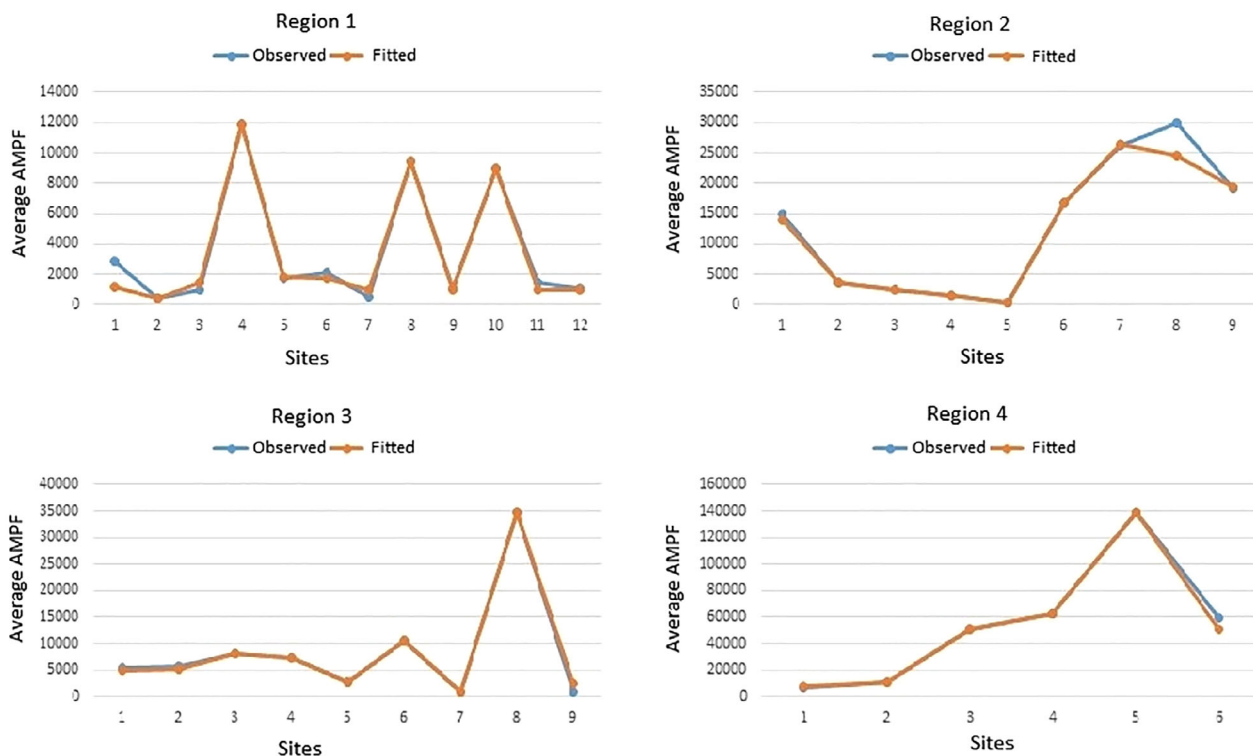 Region 1
Observed Fitted
14000
12000
10000
8000
6000
4000
2000
0
Average AMPF
1 2 3 4 5 6 7 8 9 10 11 12
Sites
Region 2
Observed Fitted
35000
30000
25000
20000
15000
10000
5000
0
Average AMPF
1 2 3 4 5 6 7 8 9
Sites
Region 3
Observed Fitted
40000
35000
30000
25000
20000
15000
10000
5000
0
Average AMPF
1 2 3 4 5 6 7 8 9
Sites
Region 4
Observed Fitted
160000
140000
120000
100000
80000
60000
40000
20000
0
Average AMPF
1 2 3 4 5 6
Sites